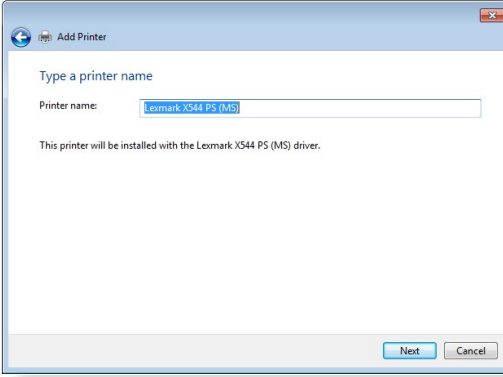 Add Printer
Type a printer name
Printer name: Lexmark X544 PS (MS)
This printer will be installed with the Lexmark X544 PS (MS) driver.
Next Cancel